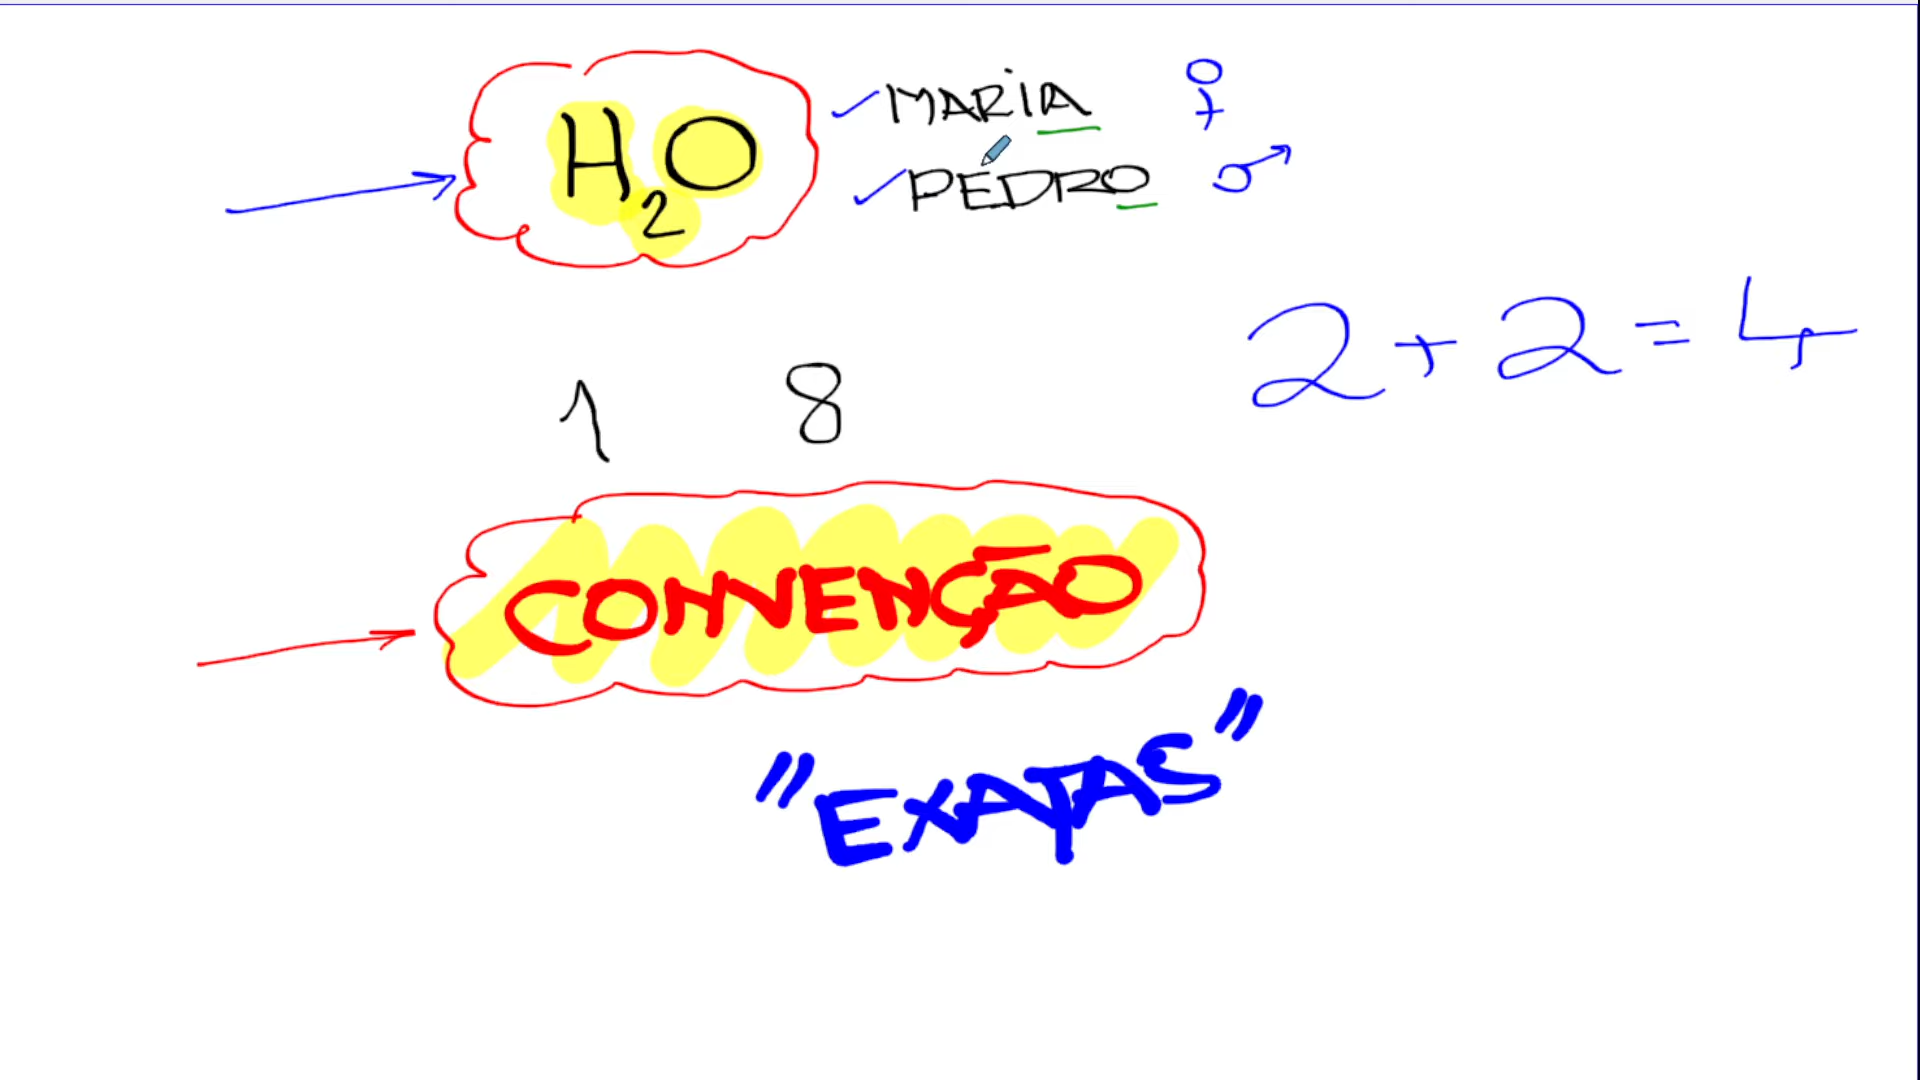 H₂O
MARIA ♀
PEDRO ♂
2 + 2 = 4
1 8
CONVENÇÃO
"EXATAS"